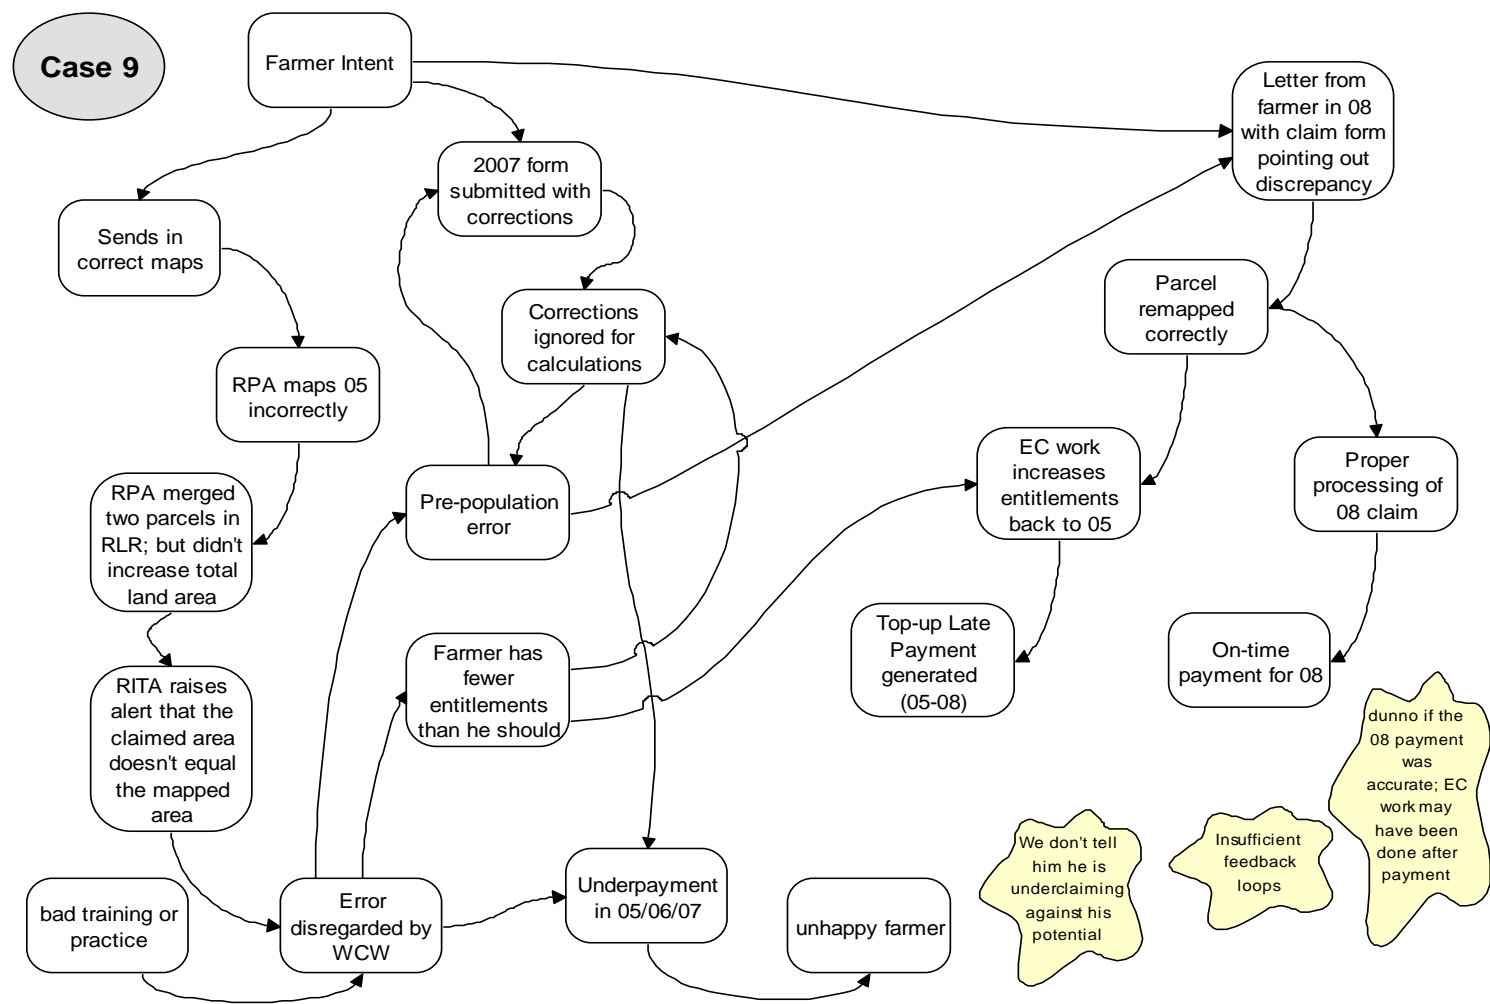 Case 9
Farmer Intent
Letter from
farmer in 08
with claim form
pointing out
discrepancy
2007 form
submitted with
corrections
Sends in
correct maps
Corrections
ignored for
calculations
Parcel
remapped
correctly
RPA maps 05
incorrectly
EC work
increases
entitlements
back to 05
Proper
processing of
08 claim
Pre-population
error
RPA merged
two parcels in
RLR; but didn't
increase total
land area
Top-up Late
Payment
generated
(05-08)
On-time
payment for 08
Farmer has
fewer
entitlements
than he should
RITA raises
alert that the
claimed area
doesn't equal
the mapped
area
dunno if the
08 payment
was
accurate; EC
work may
have been
done after
payment
We don't tell
him he is
underclaiming
against his
potential
Insufficient
feedback
loops
bad training or
practice
Error
disregarded by
WCW
Underpayment
in 05/06/07
unhappy farmer